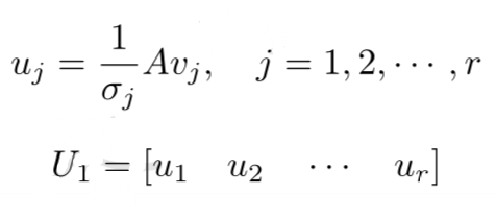 u_j = \frac{1}{\sigma_j} A v_j, \quad j = 1, 2, \cdots, r
U_1 = [u_1 \quad u_2 \quad \cdots \quad u_r]